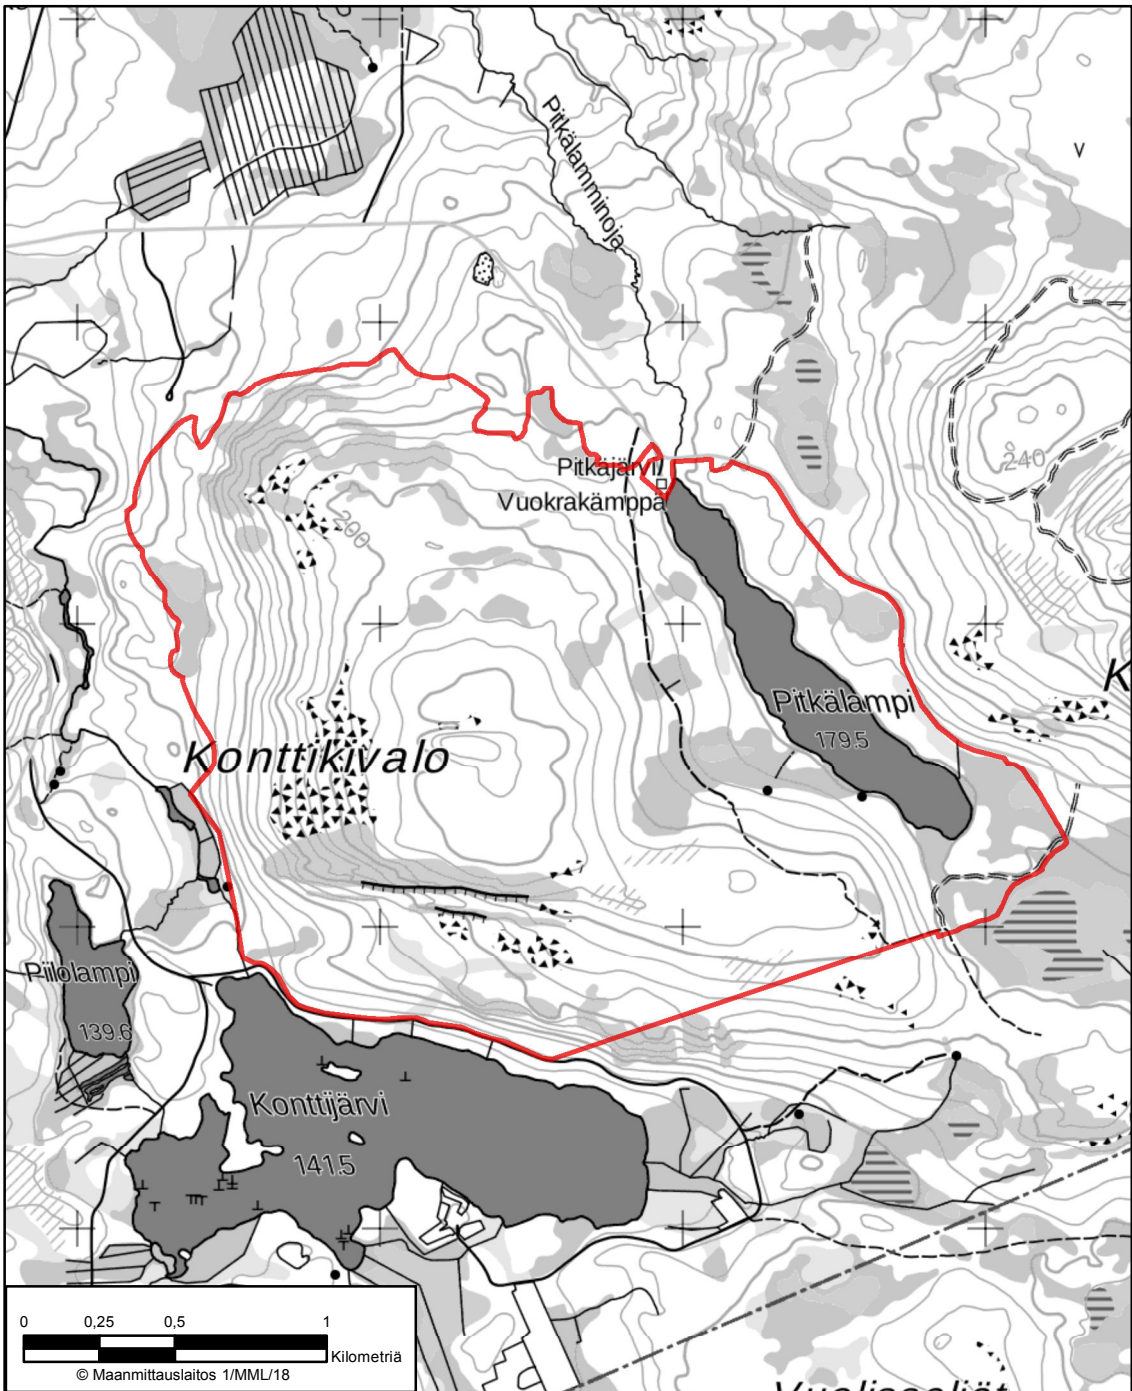 Pitkälamminoja
V
240
Pitkäjärvi
Vuokrakämppä
200
K
Pitkälampi
179.5
Konttikivalo
Piilolampi
139.6
Konttijärvi
141.5
0 0,25 0,5 1
Kilometriä
© Maanmittauslaitos 1/MML/18